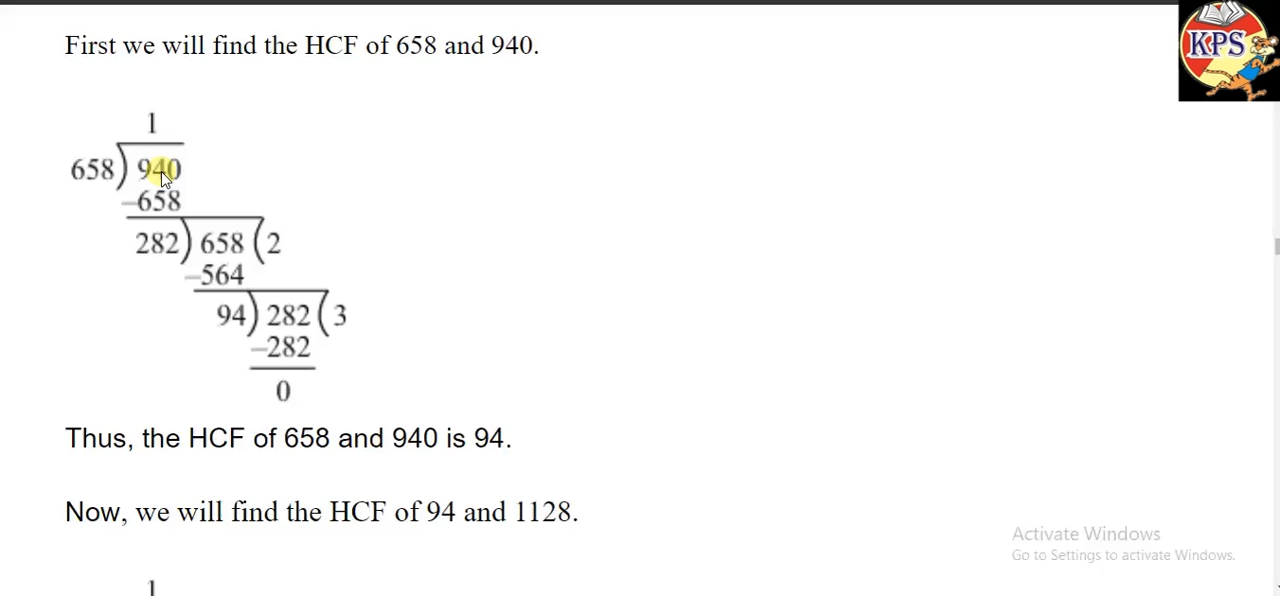 First we will find the HCF of 658 and 940.
KPS
1
658) 940
–658
282) 658 (2
–564
94) 282 (3
–282
0
Thus, the HCF of 658 and 940 is 94.
Now, we will find the HCF of 94 and 1128.
Activate Windows
Go to Settings to activate Windows.
1